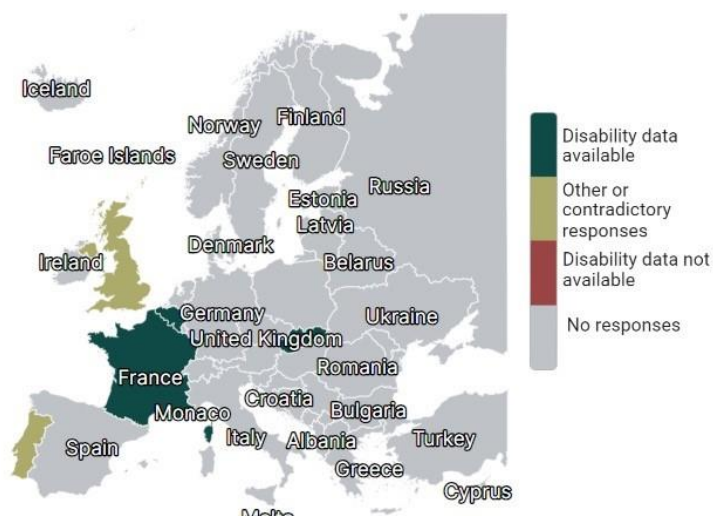 Iceland
Norway
Finland
Faroe Islands
Sweden
Russia
Estonia
Latvia
Denmark
Ireland
Belarus
Germany
Ukraine
United Kingdom
Romania
France
Croatia
Monaco
Bulgaria
Spain
Italy
Albania
Turkey
Greece
Cyprus
Malta
Disability data
available
Other or
contradictory
responses
Disability data not
available
No responses